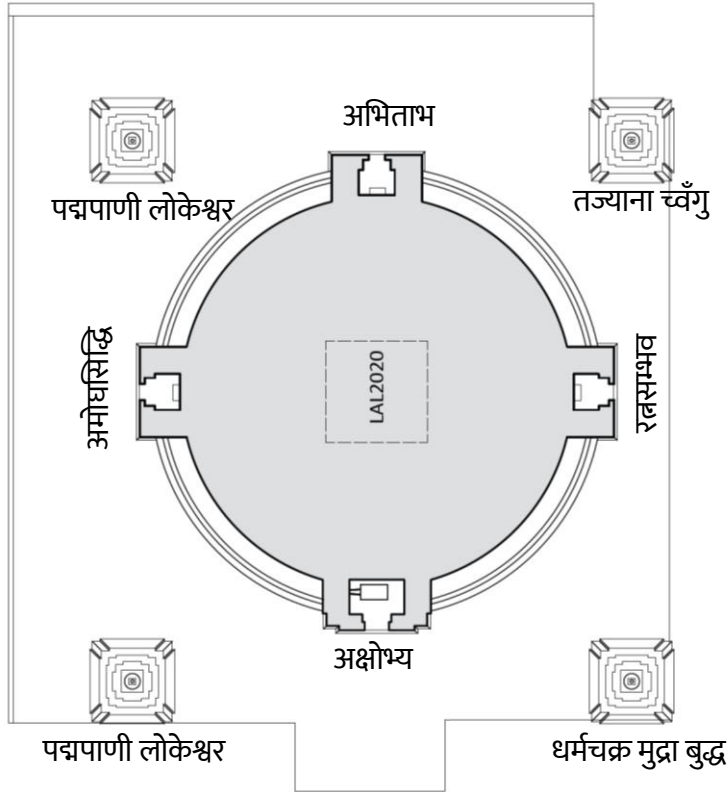 अभिताभ
पद्मपाणी लोकेश्वर
तज्याना च्वँगु
अमोघसिद्धि
LAL2020
रत्नसम्भव
अक्षोभ्य
पद्मपाणी लोकेश्वर
धर्मचक्र मुद्रा बुद्ध